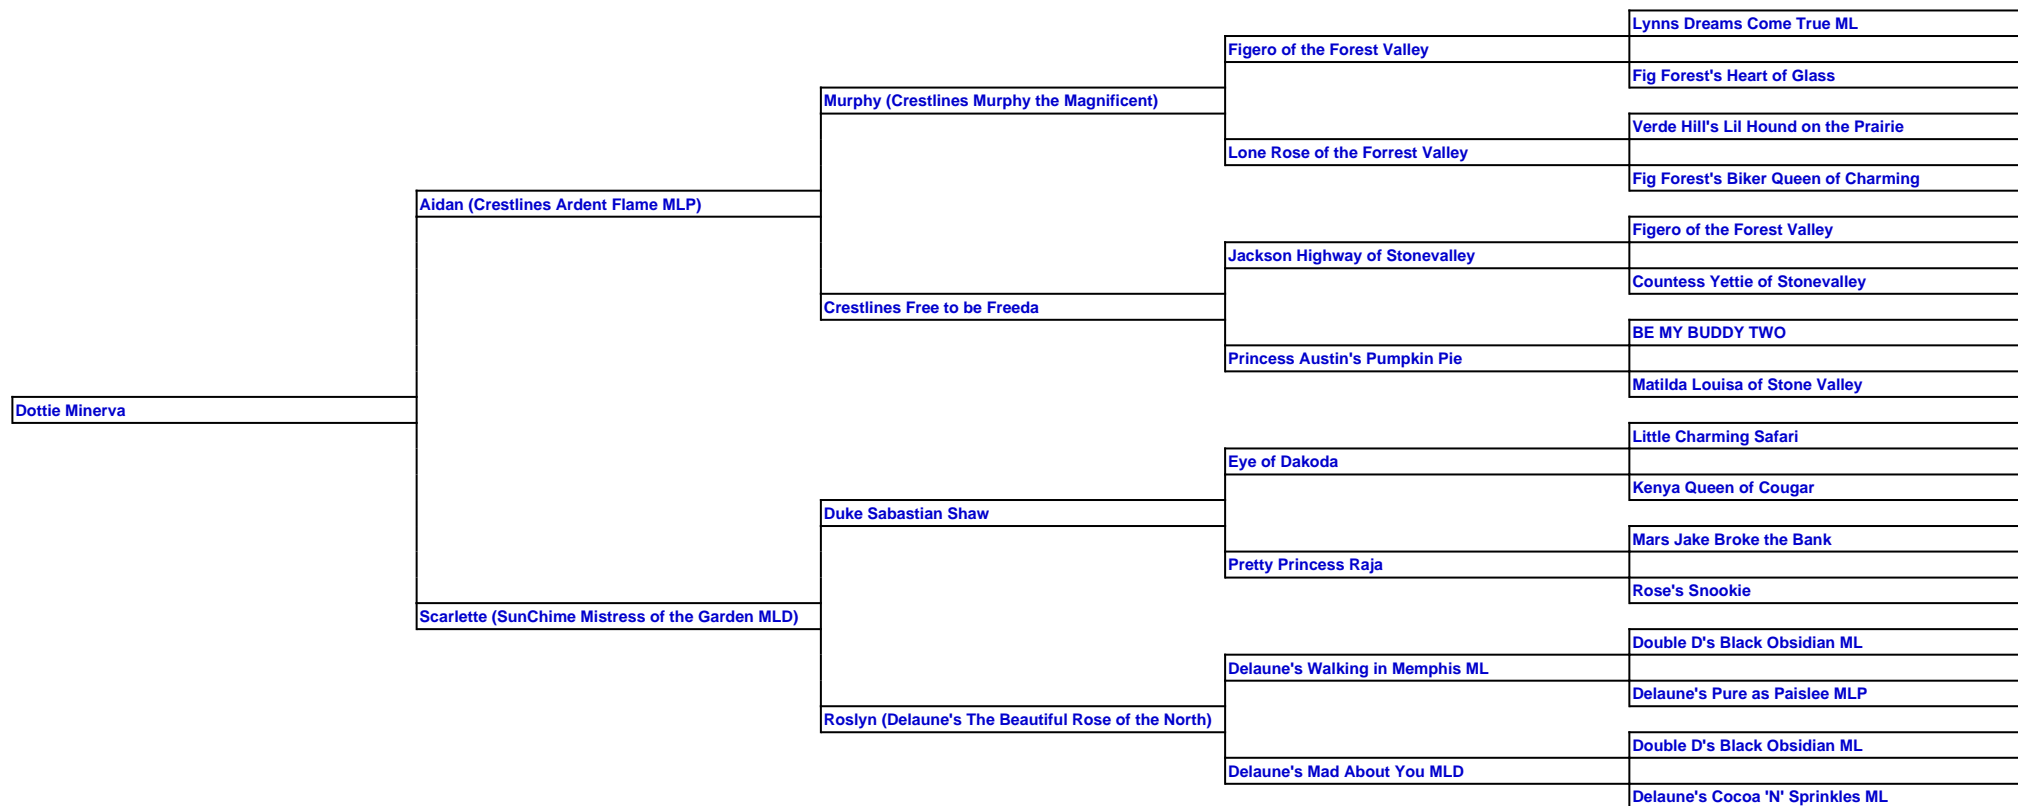 Lynns Dreams Come True ML
Figero of the Forest Valley
Fig Forest's Heart of Glass
Murphy (Crestlines Murphy the Magnificent)
Verde Hill's Lil Hound on the Prairie
Lone Rose of the Forrest Valley
Fig Forest's Biker Queen of Charming
Aidan (Crestlines Ardent Flame MLP)
Figero of the Forest Valley
Jackson Highway of Stonevalley
Countess Yettie of Stonevalley
Crestlines Free to be Freeda
BE MY BUDDY TWO
Princess Austin's Pumpkin Pie
Matilda Louisa of Stone Valley
Dottie Minerva
Little Charming Safari
Eye of Dakoda
Kenya Queen of Cougar
Duke Sabastian Shaw
Mars Jake Broke the Bank
Pretty Princess Raja
Rose's Snookie
Scarlette (SunChime Mistress of the Garden MLD)
Double D's Black Obsidian ML
Delaune's Walking in Memphis ML
Delaune's Pure as Paislee MLP
Roslyn (Delaune's The Beautiful Rose of the North)
Double D's Black Obsidian ML
Delaune's Mad About You MLD
Delaune's Cocoa 'N' Sprinkles ML